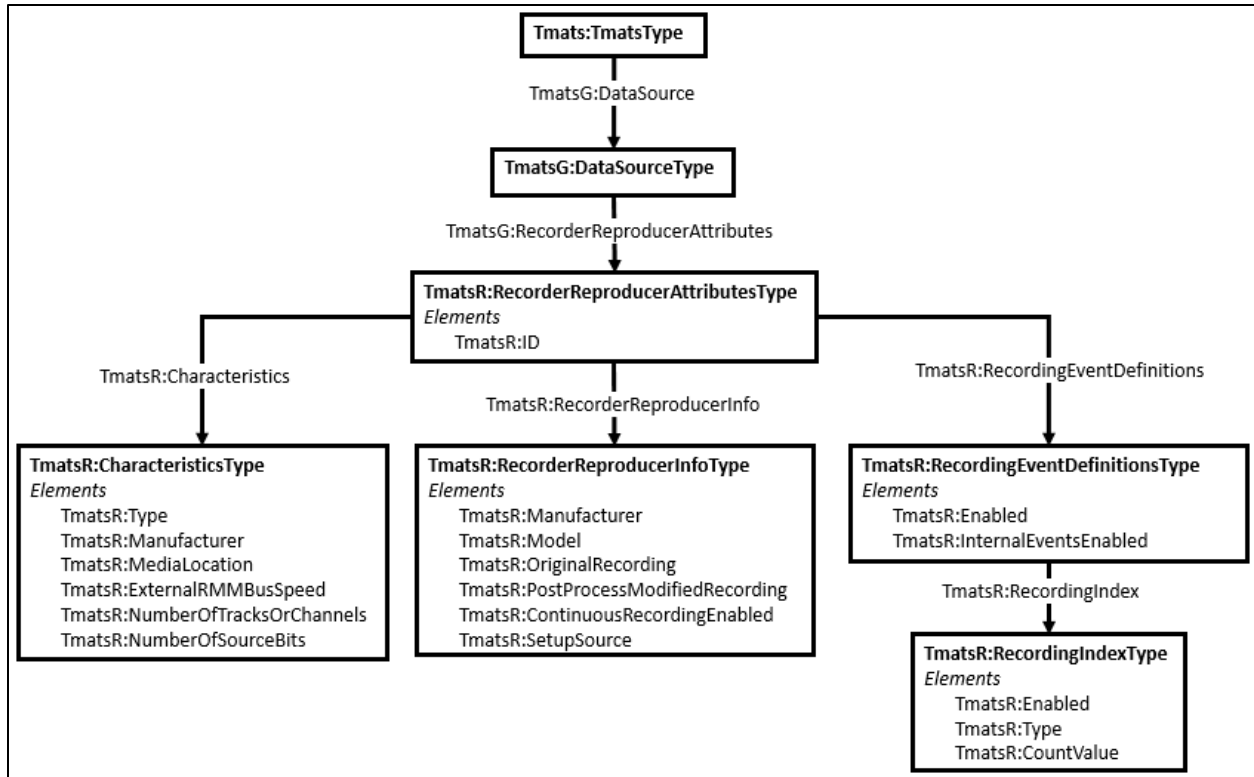 Tmats:TmatsType
TmatsG:DataSource
TmatsG:DataSourceType
TmatsG:RecorderReproducerAttributes
TmatsR:RecorderReproducerAttributesType
Elements
TmatsR:ID
TmatsR:Characteristics
TmatsR:RecorderReproducerInfo
TmatsR:RecordingEventDefinitions
TmatsR:CharacteristicsType
Elements
TmatsR:Type
TmatsR:Manufacturer
TmatsR:MediaLocation
TmatsR:ExternalRMMBusSpeed
TmatsR:NumberOfTracksOrChannels
TmatsR:NumberOfSourceBits
TmatsR:RecorderReproducerInfoType
Elements
TmatsR:Manufacturer
TmatsR:Model
TmatsR:OriginalRecording
TmatsR:PostProcessModifiedRecording
TmatsR:ContinuousRecordingEnabled
TmatsR:SetupSource
TmatsR:RecordingEventDefinitionsType
Elements
TmatsR:Enabled
TmatsR:InternalEventsEnabled
TmatsR:RecordingIndex
TmatsR:RecordingIndexType
Elements
TmatsR:Enabled
TmatsR:Type
TmatsR:CountValue